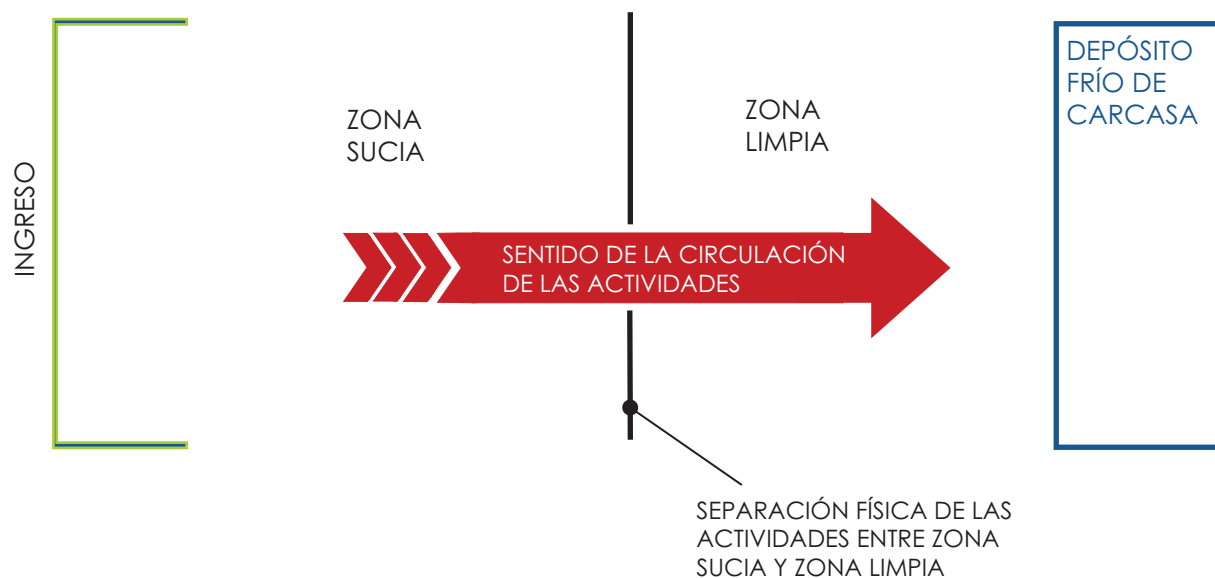 INGRESO
ZONA
SUCIA
ZONA
LIMPIA
DEPÓSITO
FRÍO DE
CARCASA
SENTIDO DE LA CIRCULACIÓN
DE LAS ACTIVIDADES
SEPARACIÓN FÍSICA DE LAS
ACTIVIDADES ENTRE ZONA
SUCIA Y ZONA LIMPIA